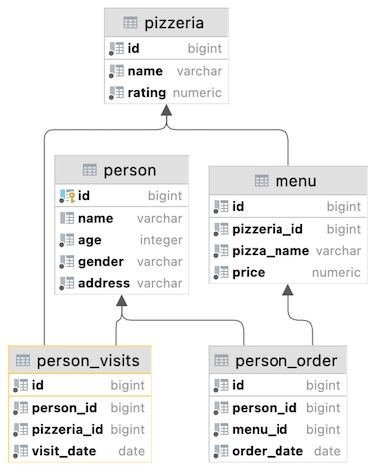 pizzeria
id bigint
name varchar
rating numeric
person
id bigint
name varchar
age integer
gender varchar
address varchar
menu
id bigint
pizzeria_id bigint
pizza_name varchar
price numeric
person_visits
id bigint
person_id bigint
pizzeria_id bigint
visit_date date
person_order
id bigint
person_id bigint
menu_id bigint
order_date date